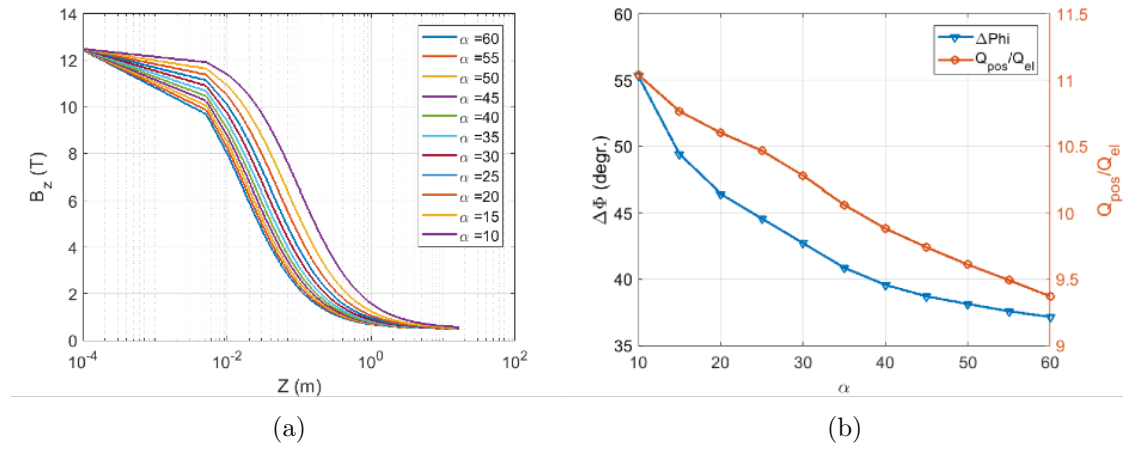 14
12
10
8
6
4
2
0
B_z (T)
10^-4
10^-2
10^0
10^2
Z (m)
α =60
α =55
α =50
α =45
α =40
α =35
α =30
α =25
α =20
α =15
α =10
(a)
60
55
50
45
40
35
ΔΦ (degr.)
10
20
30
40
50
60
α
ΔPhi
Q_pos/Q_el
11.5
11
10.5
10
9.5
9
Q_pos/Q_el
(b)